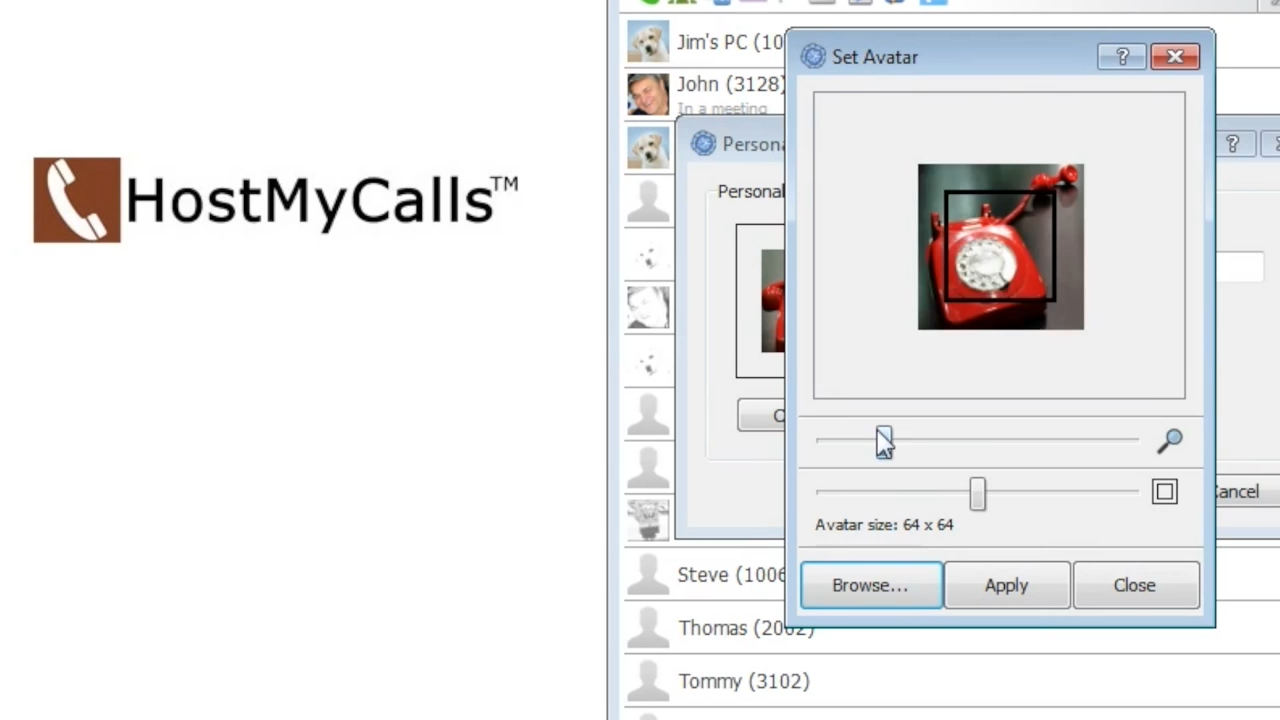 HostMyCalls™
Jim's PC (10
John (3128)
In a meeting
Set Avatar
?
Persona
?
Personal
Cancel
Avatar size: 64 x 64
Browse...
Apply
Close
Steve (1006
Thomas (2002)
Tommy (3102)